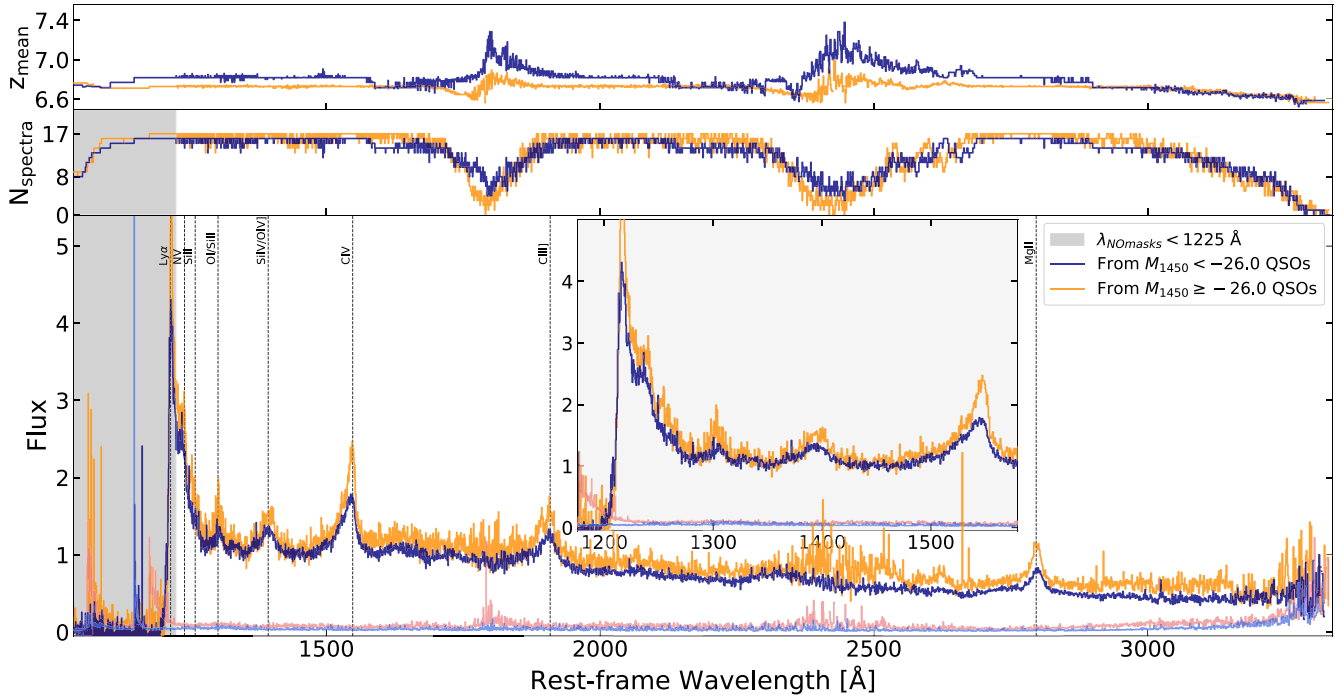 7.4
7.0
6.6
z_mean
17
8
0
N_spectra
5
4
3
2
1
0
Flux
Lyα
NV
SiII
OI/SiII
SiIV/OIV]
CIV
CIII]
MgII
4
3
2
1
0
1200
1300
1400
1500
λ_NOmasks < 1225 Å
From M_1450 < −26.0 QSOs
From M_1450 ≥ −26.0 QSOs
1500
2000
2500
3000
Rest-frame Wavelength [Å]